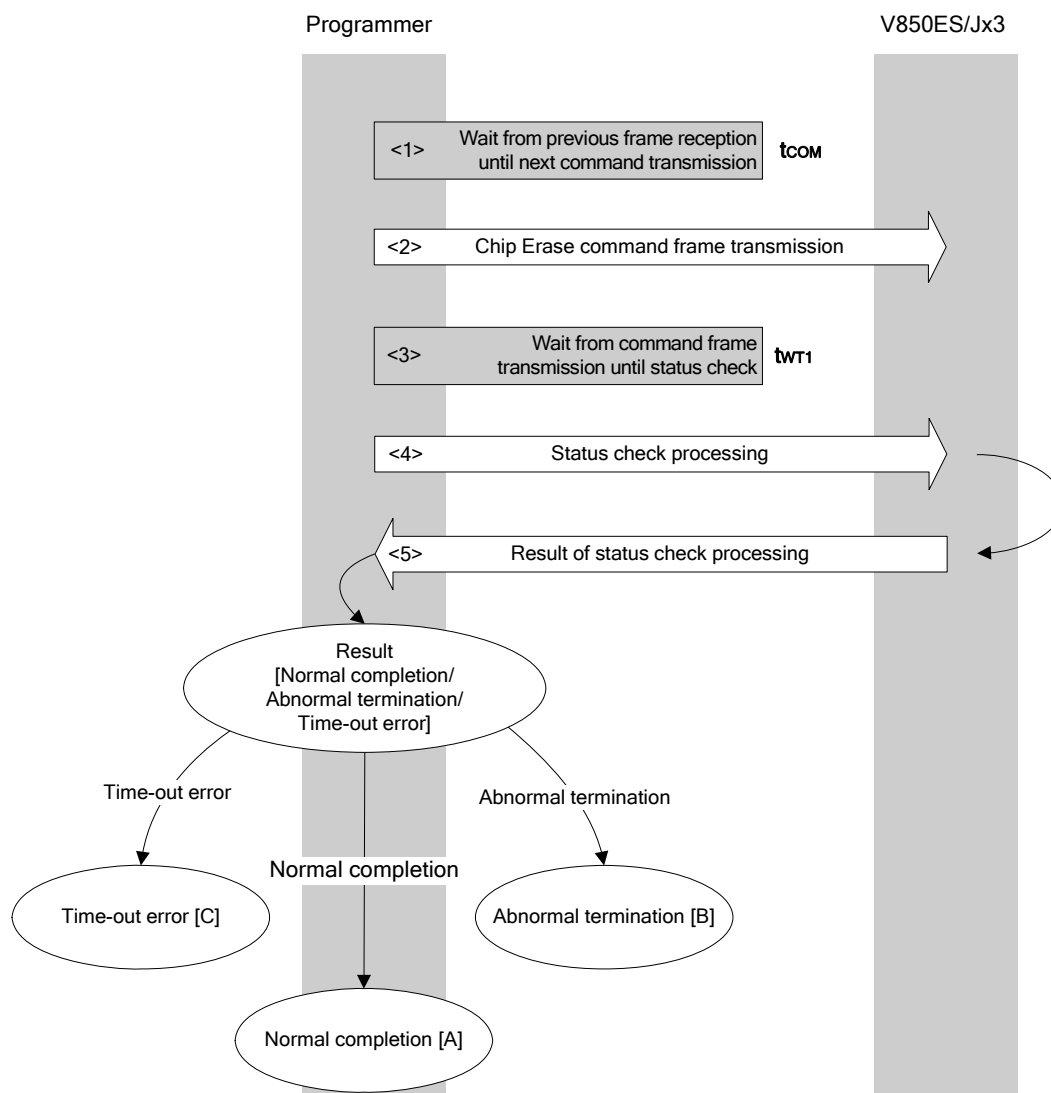 Programmer
V850ES/Jx3
<1>
Wait from previous frame reception
until next command transmission
tCOM
<2>
Chip Erase command frame transmission
<3>
Wait from command frame
transmission until status check
tWT1
<4>
Status check processing
<5>
Result of status check processing
Result
[Normal completion/
Abnormal termination/
Time-out error]
Time-out error
Abnormal termination
Normal completion
Time-out error [C]
Abnormal termination [B]
Normal completion [A]